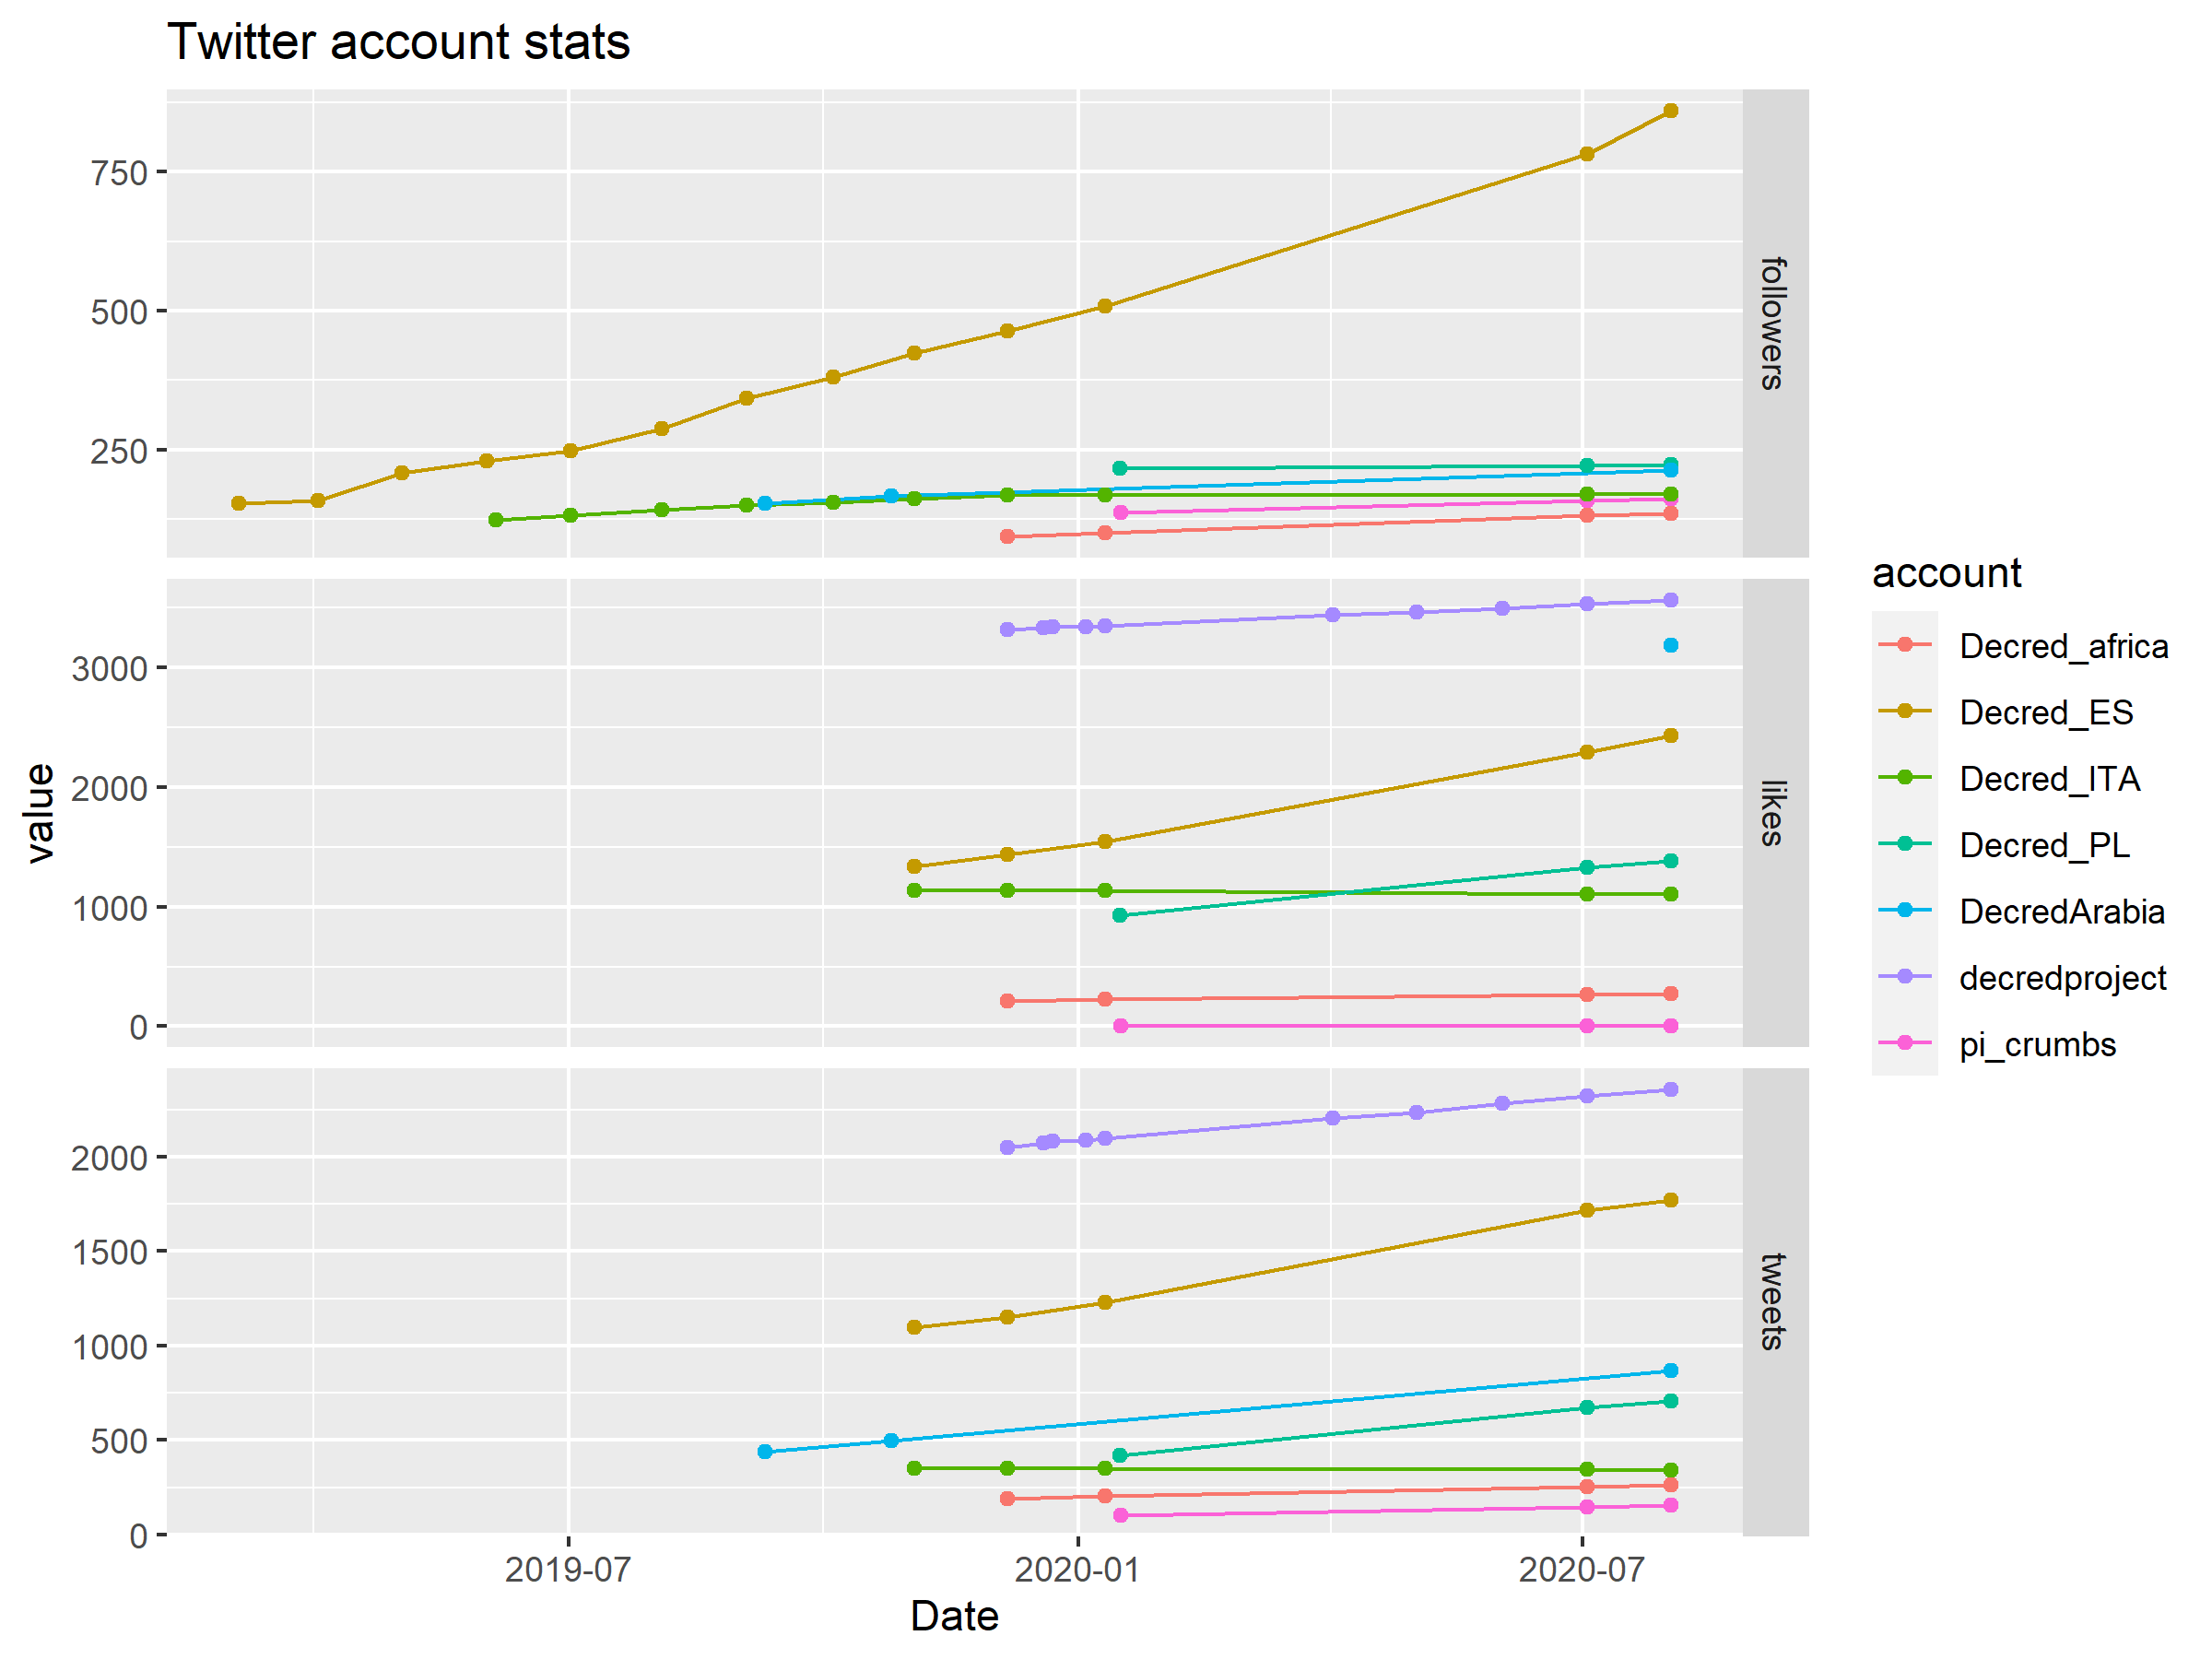 Twitter account stats
750
500
250
followers
3000
2000
1000
0
likes
2000
1500
1000
500
0
tweets
2019-07
2020-01
2020-07
Date
value
account
Decred_africa
Decred_ES
Decred_ITA
Decred_PL
DecredArabia
decredproject
pi_crumbs